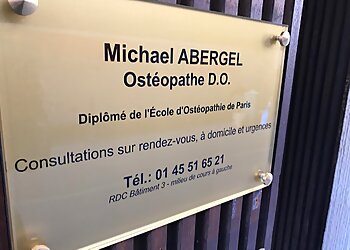 Michael ABERGEL
Ostéopathe D.O.
Diplômé de l'École d'Ostéopathie de Paris
Consultations sur rendez-vous, à domicile et urgences
Tél.: 01 45 51 65 21
RDC Bâtiment 3 - milieu de cours à gauche